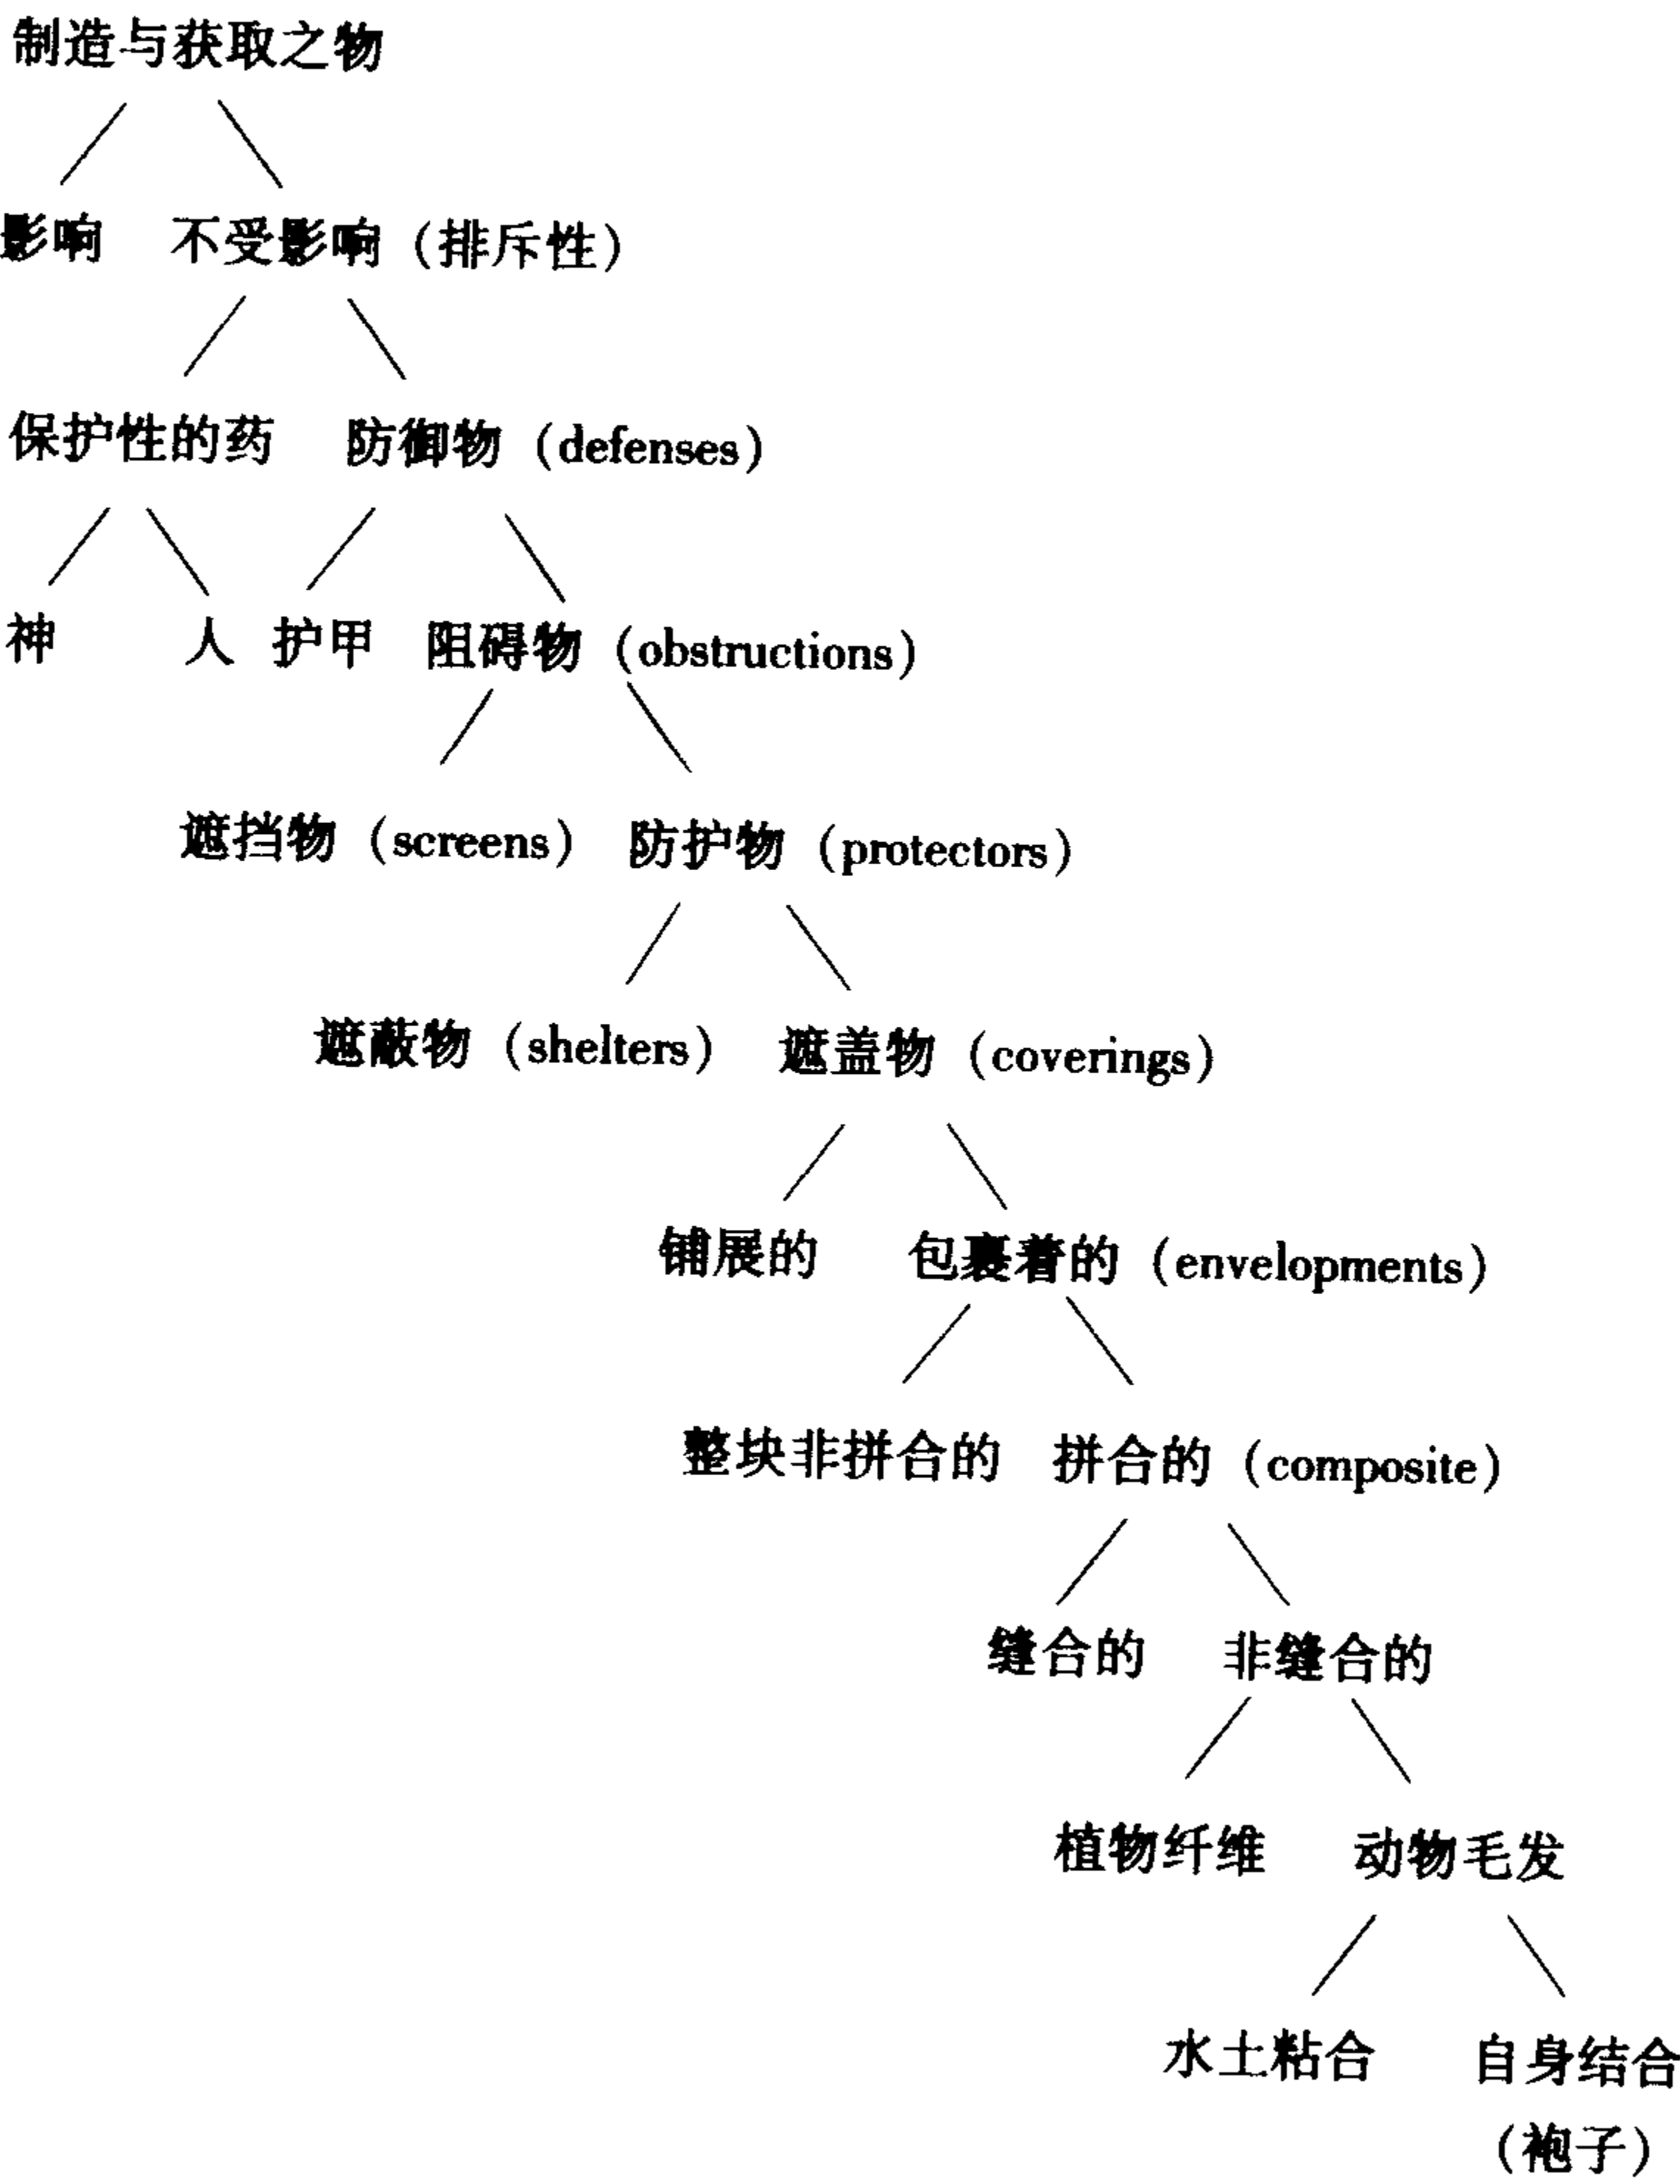 制造与获取之物
影响 不受影响（排斥性）
保护性的药 防御物（defenses）
神 人 护甲 阻碍物（obstructions）
遮挡物（screens） 防护物（protectors）
遮蔽物（shelters） 遮盖物（coverings）
铺展的 包裹着的（envelopments）
整块非拼合的 拼合的（composite）
缝合的 非缝合的
植物纤维 动物毛发
水土粘合 自身结合
（袍子）